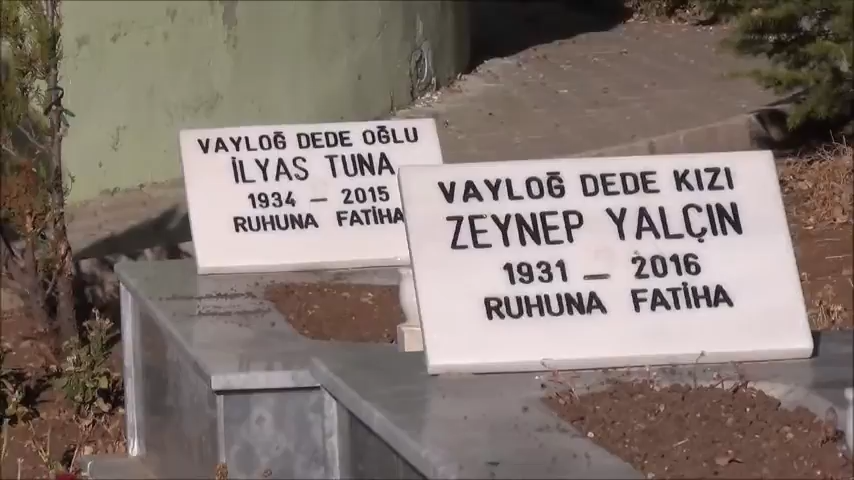 VAYLOĞ DEDE OĞLU
İLYAS TUNA
1934 — 2015
RUHUNA FATİHA
VAYLOĞ DEDE KIZI
ZEYNEP YALÇIN
1931 — 2016
RUHUNA FATİHA